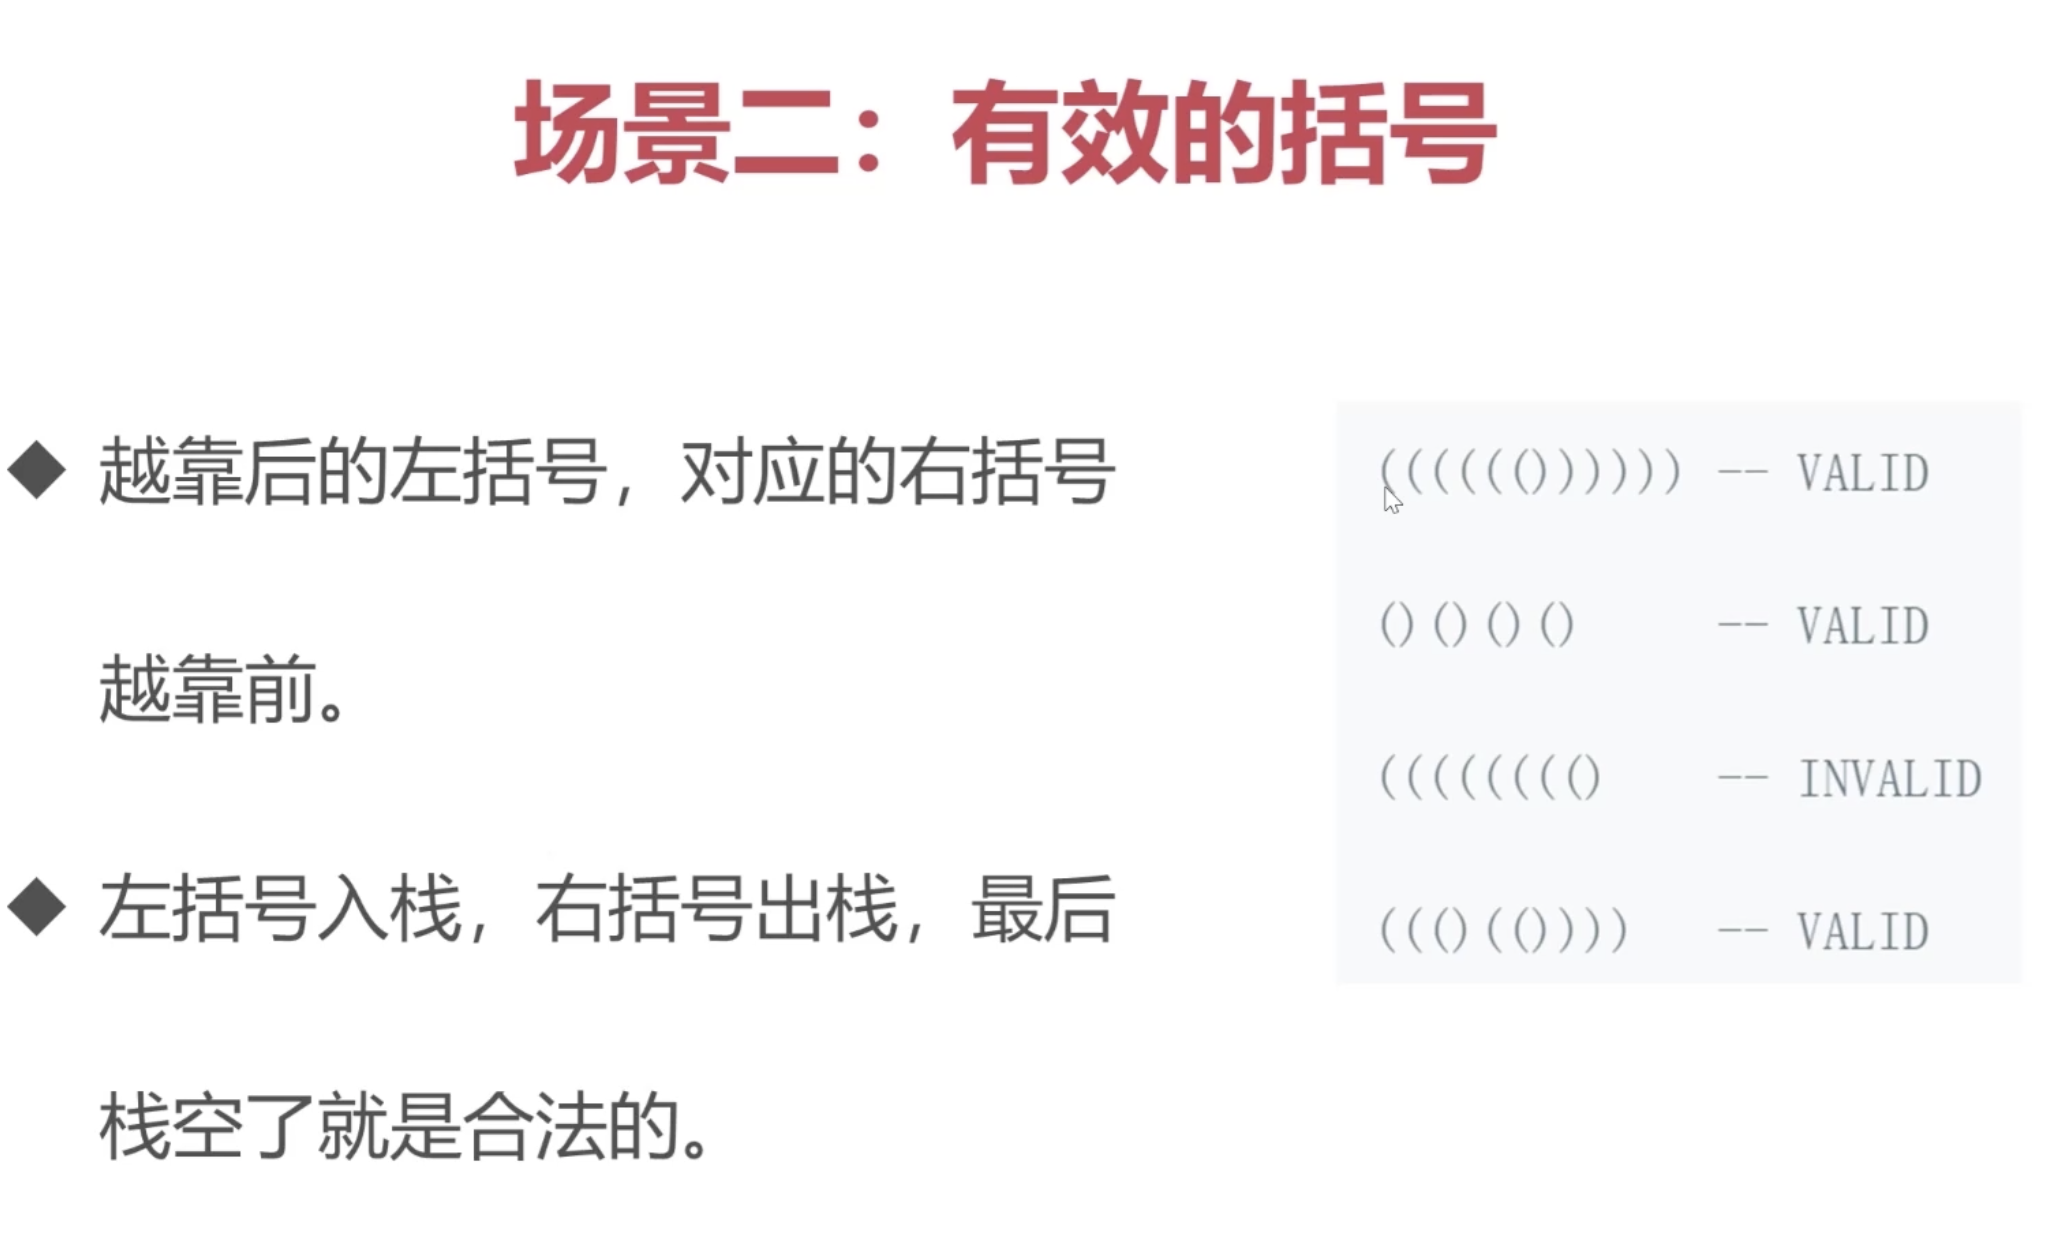 场景二：有效的括号
◆ 越靠后的左括号，对应的右括号
越靠前。
◆ 左括号入栈，右括号出栈，最后
栈空了就是合法的。
(((((()))))) -- VALID
()()()() -- VALID
(((((((() -- INVALID
((()(()))) -- VALID